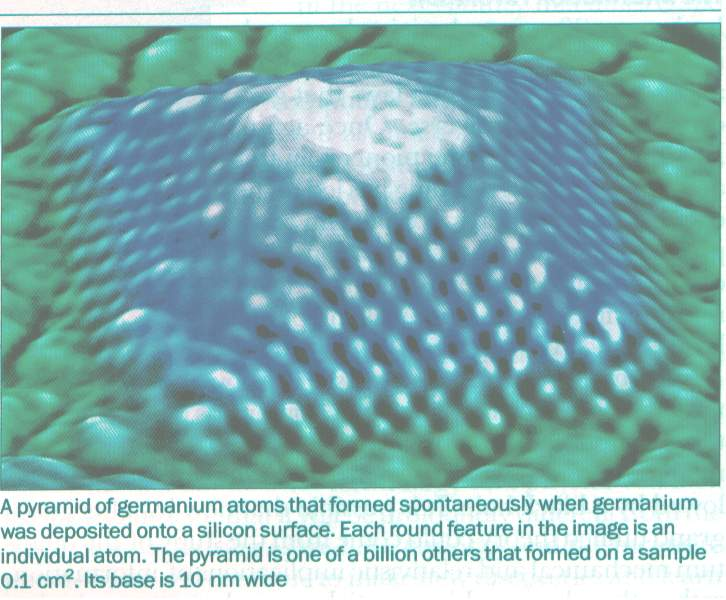 A pyramid of germanium atoms that formed spontaneously when germanium
was deposited onto a silicon surface. Each round feature in the image is an
individual atom. The pyramid is one of a billion others that formed on a sample
0.1 cm². Its base is 10 nm wide